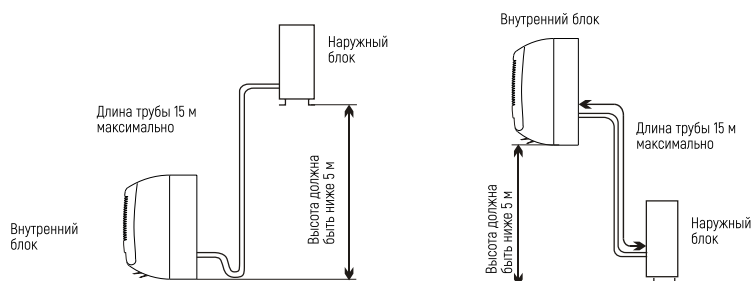 Наружный
блок
Длина трубы 15 м
максимально
Высота должна
быть ниже 5 м
Внутренний
блок
Внутренний блок
Длина трубы 15 м
максимально
Высота должна
быть ниже 5 м
Наружный
блок